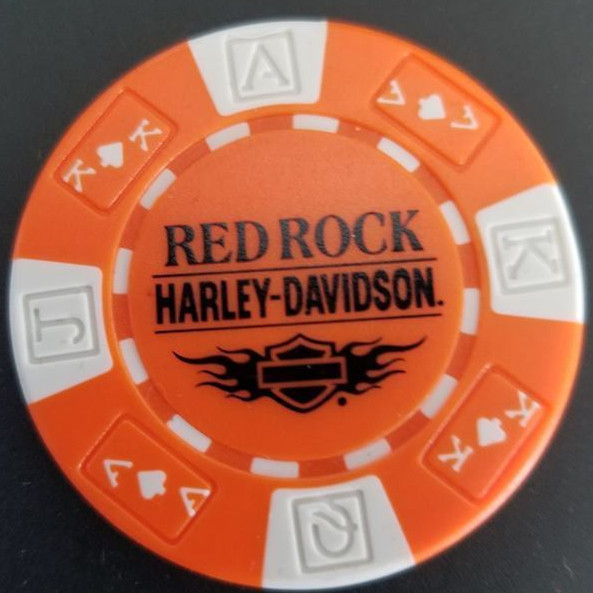 RED ROCK
HARLEY-DAVIDSON.
A
A A
K
K K
Q
A A
J
K K